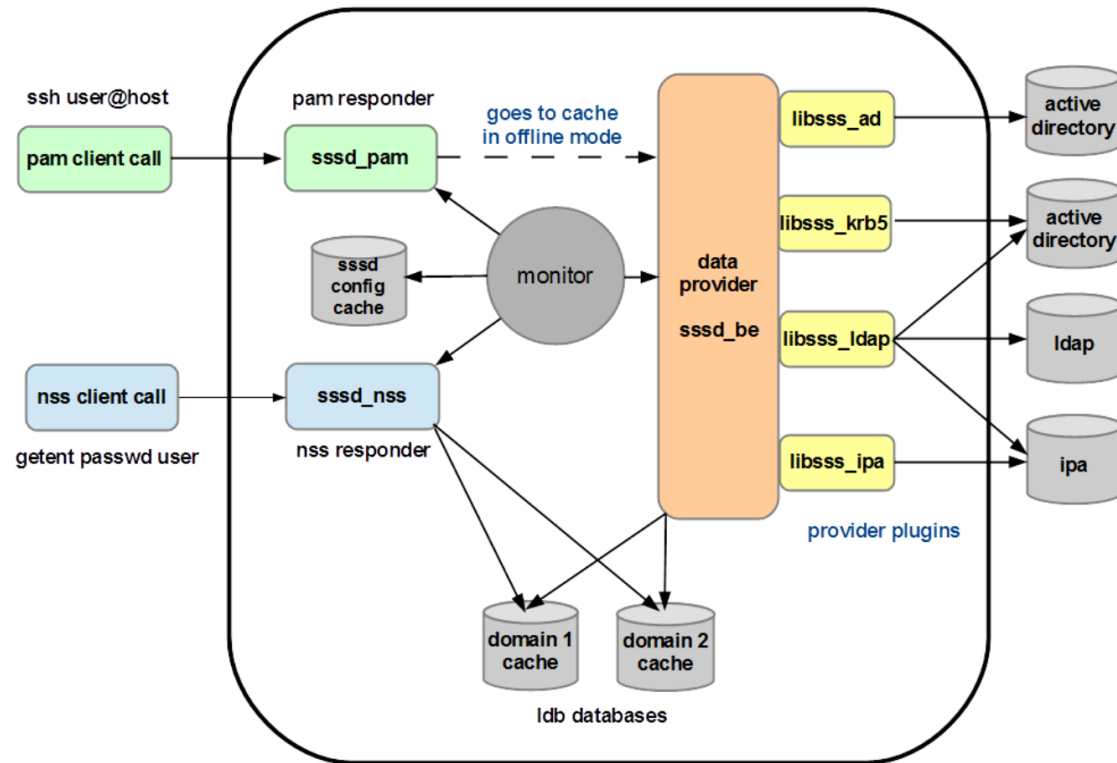 ssh user@host
pam client call
pam responder
sssd_pam
goes to cache
in offline mode
sssd
config
cache
monitor
nss client call
getent passwd user
sssd_nss
nss responder
data
provider
sssd_be
libsss_ad
libsss_krb5
libsss_ldap
libsss_ipa
provider plugins
active
directory
active
directory
ldap
ipa
domain 1
cache
domain 2
cache
ldb databases